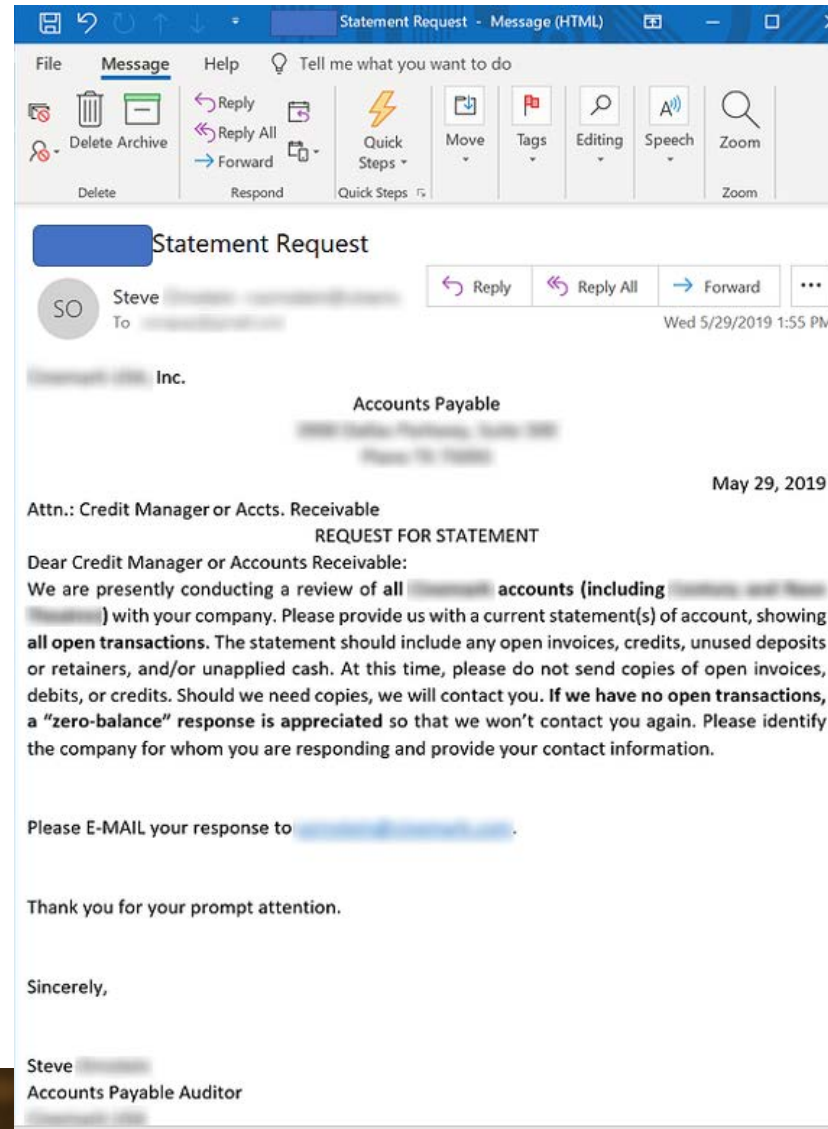 Statement Request - Message (HTML)
File Message Help Tell me what you want to do
Delete Archive
Reply
Reply All
Forward
Quick Steps
Move
Tags
Editing
Speech
Zoom
Delete Respond Quick Steps Zoom
Statement Request
SO
Steve
To
Reply Reply All Forward ...
Wed 5/29/2019 1:55 PM
Inc.
Accounts Payable
May 29, 2019
Attn.: Credit Manager or Accts. Receivable
REQUEST FOR STATEMENT
Dear Credit Manager or Accounts Receivable:
We are presently conducting a review of all accounts (including
) with your company. Please provide us with a current statement(s) of account, showing
all open transactions. The statement should include any open invoices, credits, unused deposits
or retainers, and/or unapplied cash. At this time, please do not send copies of open invoices,
debits, or credits. Should we need copies, we will contact you. If we have no open transactions,
a “zero-balance” response is appreciated so that we won’t contact you again. Please identify
the company for whom you are responding and provide your contact information.
Please E-MAIL your response to .
Thank you for your prompt attention.
Sincerely,
Steve
Accounts Payable Auditor